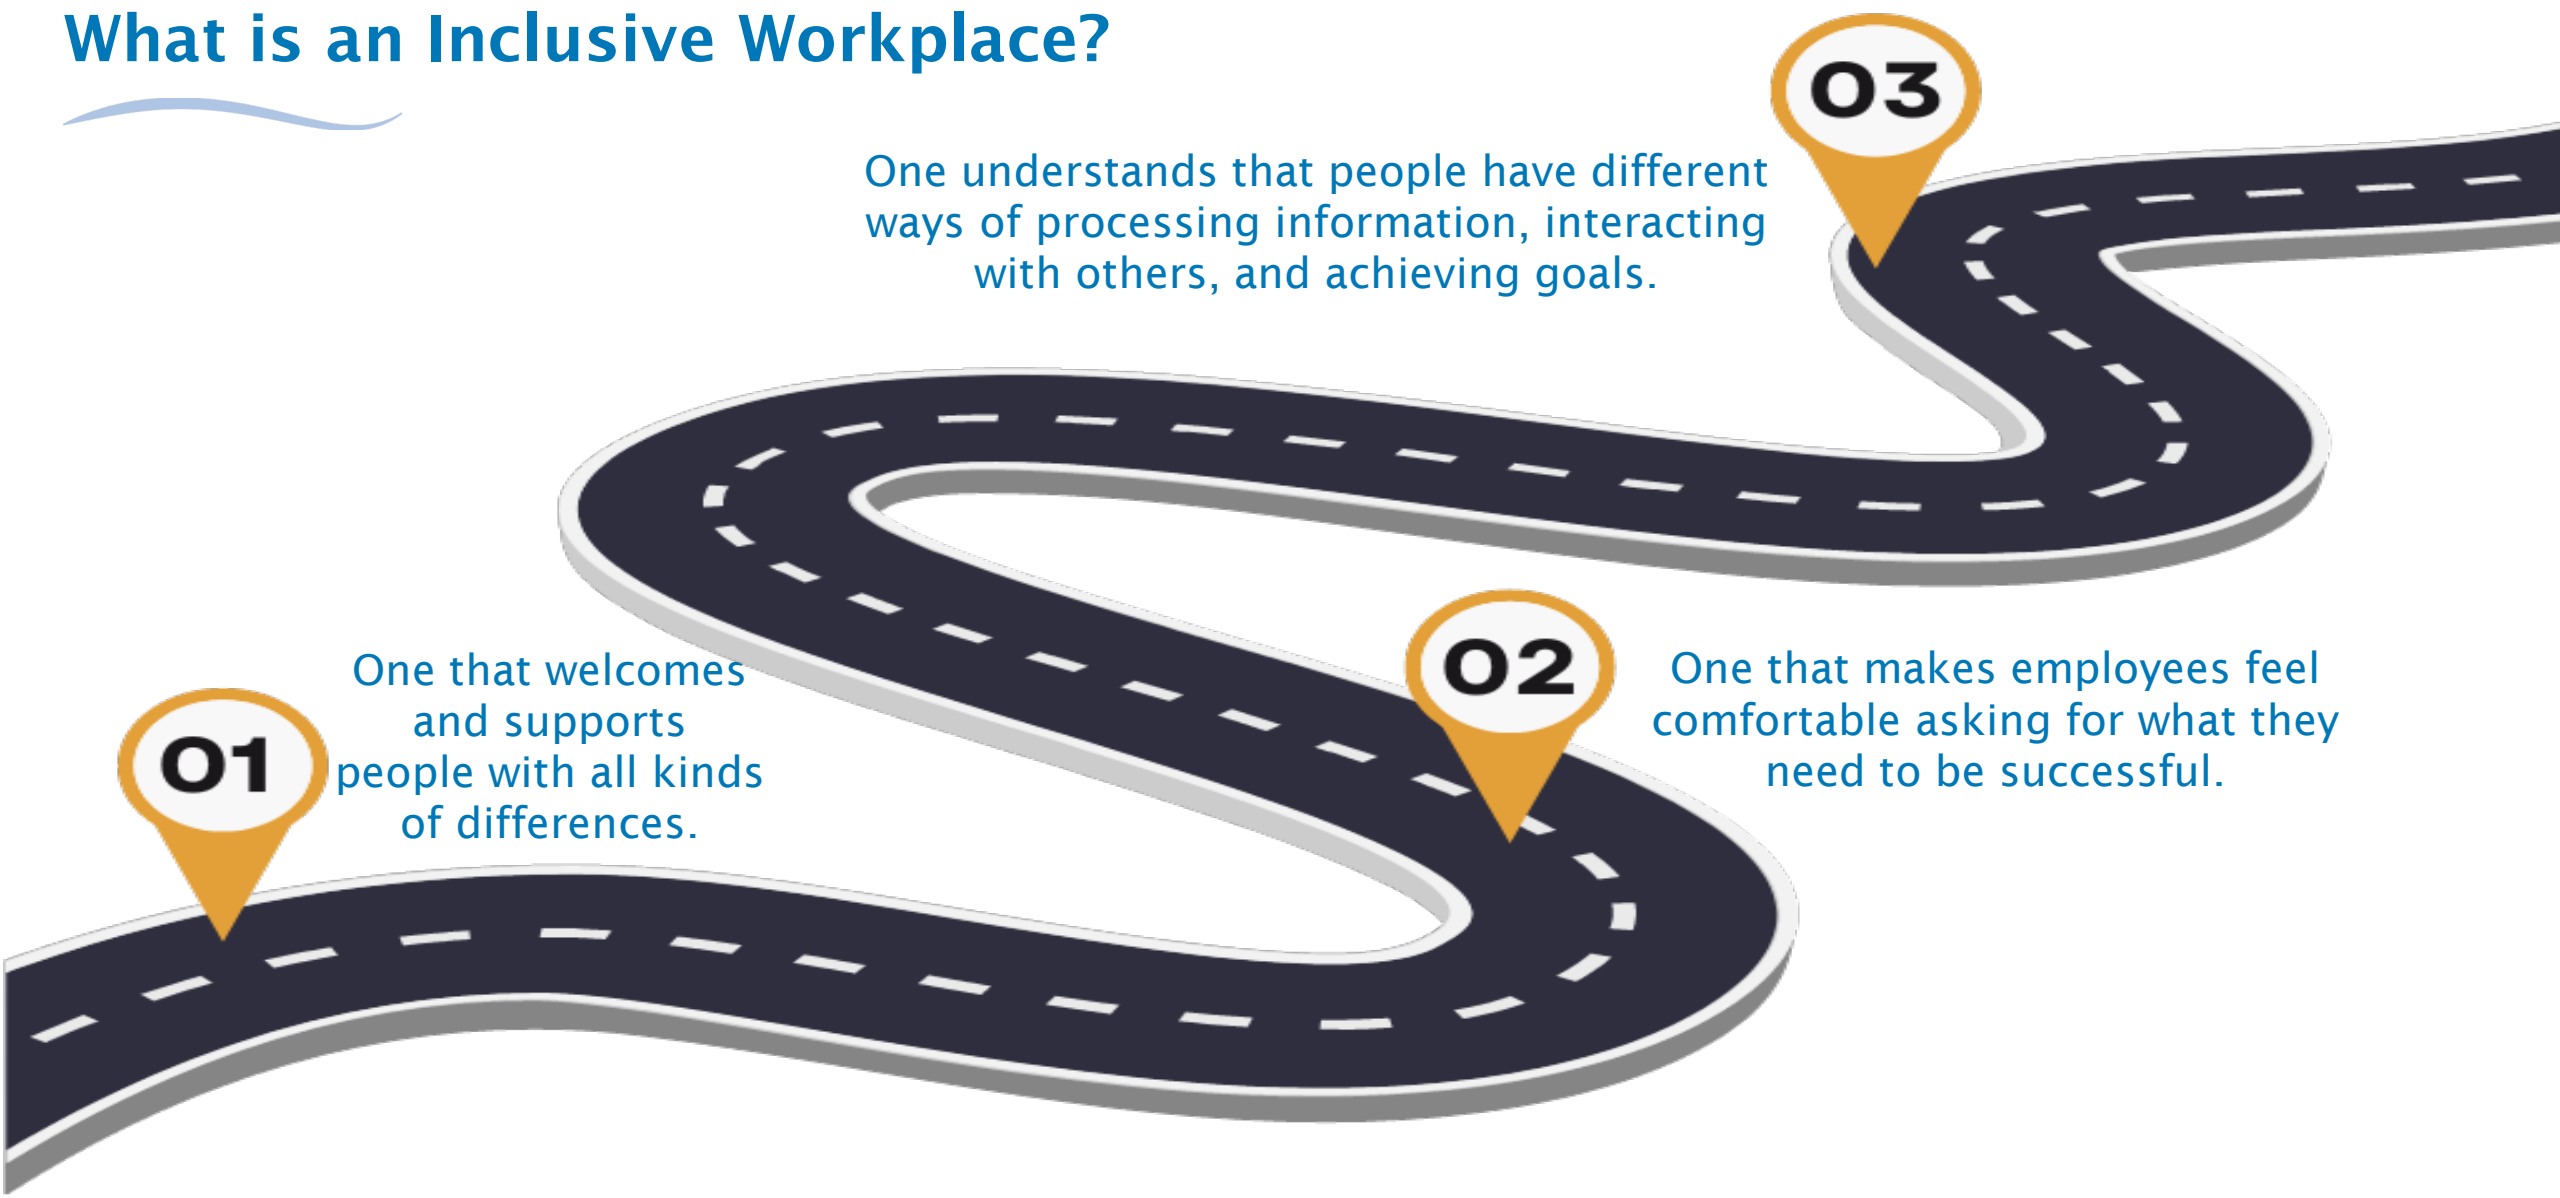 What is an Inclusive Workplace?
03
One understands that people have different
ways of processing information, interacting
with others, and achieving goals.
02
One that makes employees feel
comfortable asking for what they
need to be successful.
01
One that welcomes
and supports
people with all kinds
of differences.